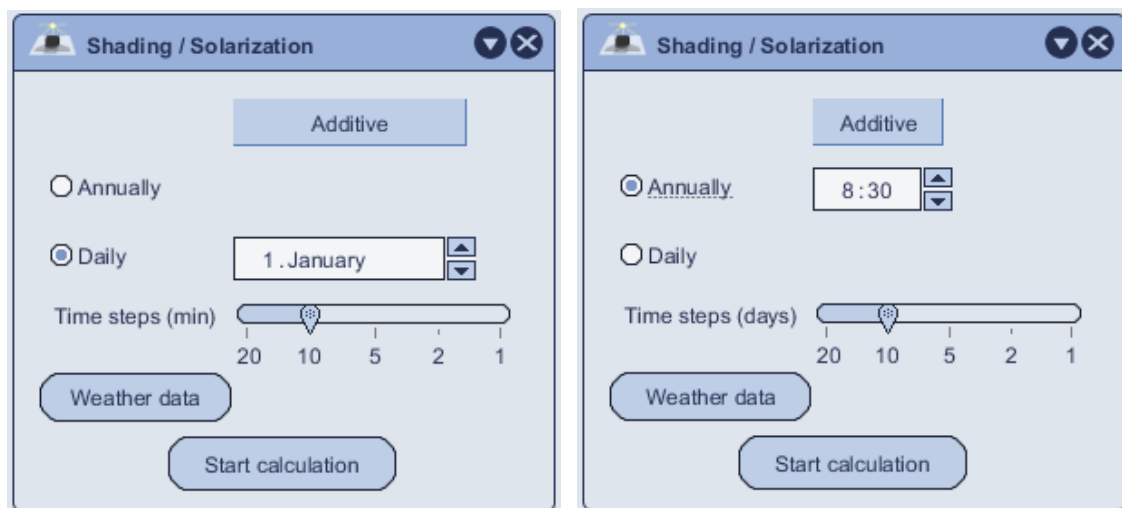 Shading / Solarization
Additive
Annually
Daily
1.January
Time steps (min)
20 10 5 2 1
Weather data
Start calculation
Shading / Solarization
Additive
Annually
8:30
Daily
Time steps (days)
20 10 5 2 1
Weather data
Start calculation